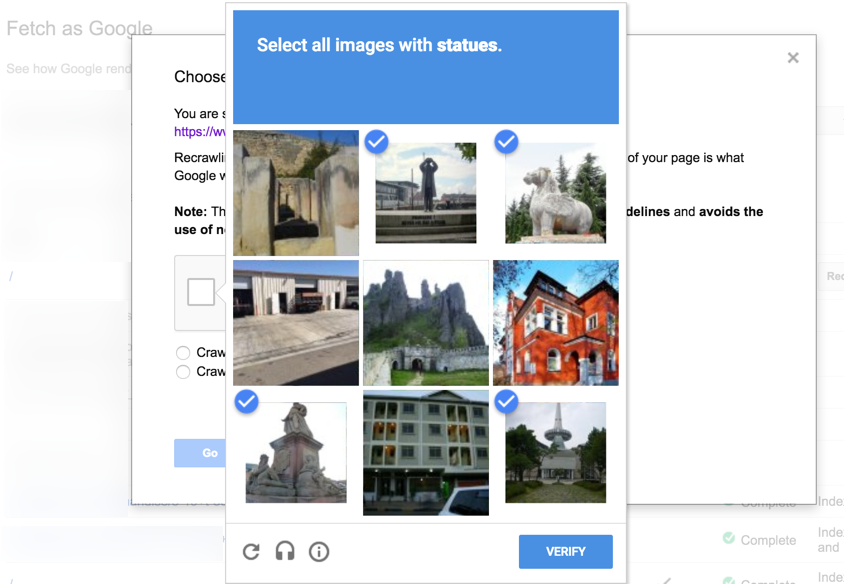 Fetch as Google
See how Google rend
Select all images with statues.
×
Choose
You are s
https://ww
Recrawli
of your page is what
Google w
Note: Th
delines and avoids the
use of n
/
Rec
Craw
Craw
Go
VERIFY
Complete
Inde
Complete
Inde
and
/
Complete
Inde